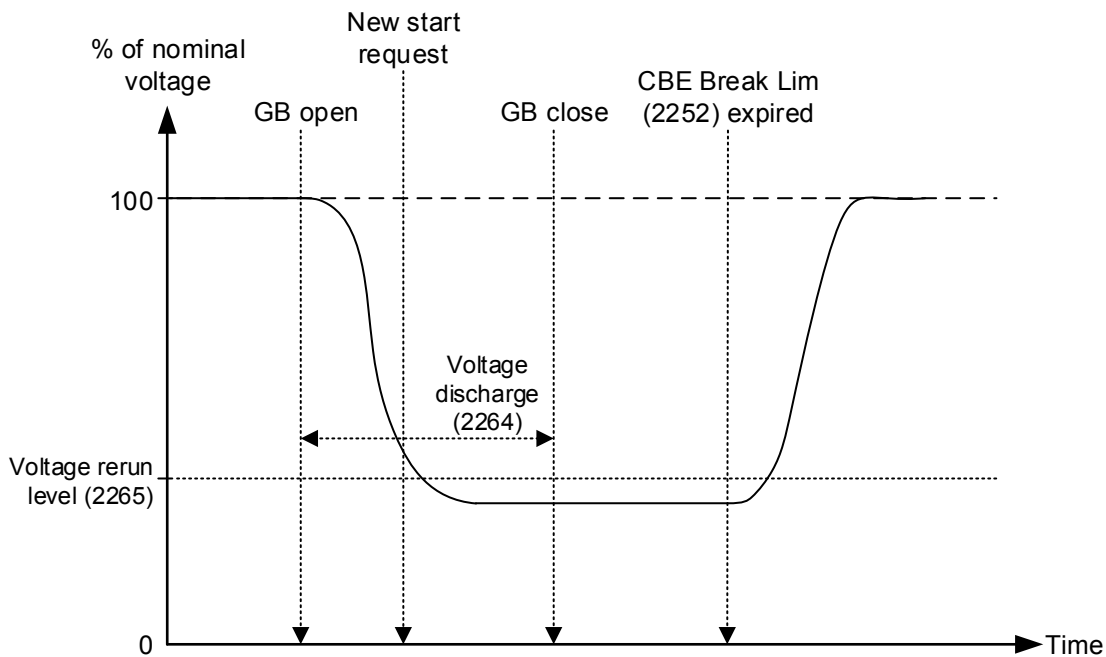 New start
request
% of nominal
voltage
CBE Break Lim
(2252) expired
GB open
GB close
100
Voltage
discharge
(2264)
Voltage rerun
level (2265)
0
Time